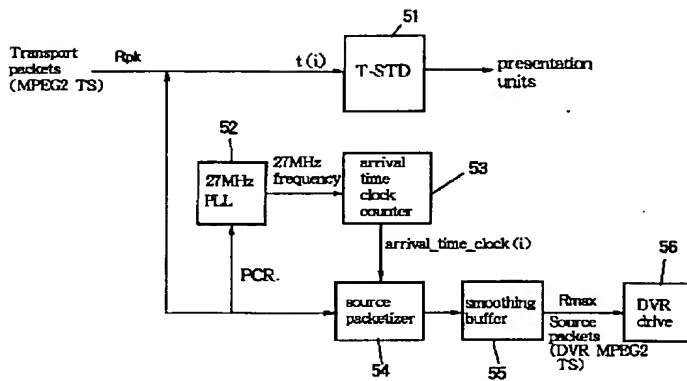 51
Transport
packets
(MPEG2 TS)
Rpk
t(i)
T-STD
presentation
units
52
27MHz
PLL
27MHz
frequency
arrival
time
clock
counter
53
arrival_time_clock(i)
PCR.
source
packetizer
54
smoothing
buffer
55
Rmax
Source
packets
(DVR MPEG2
TS)
56
DVR
drive